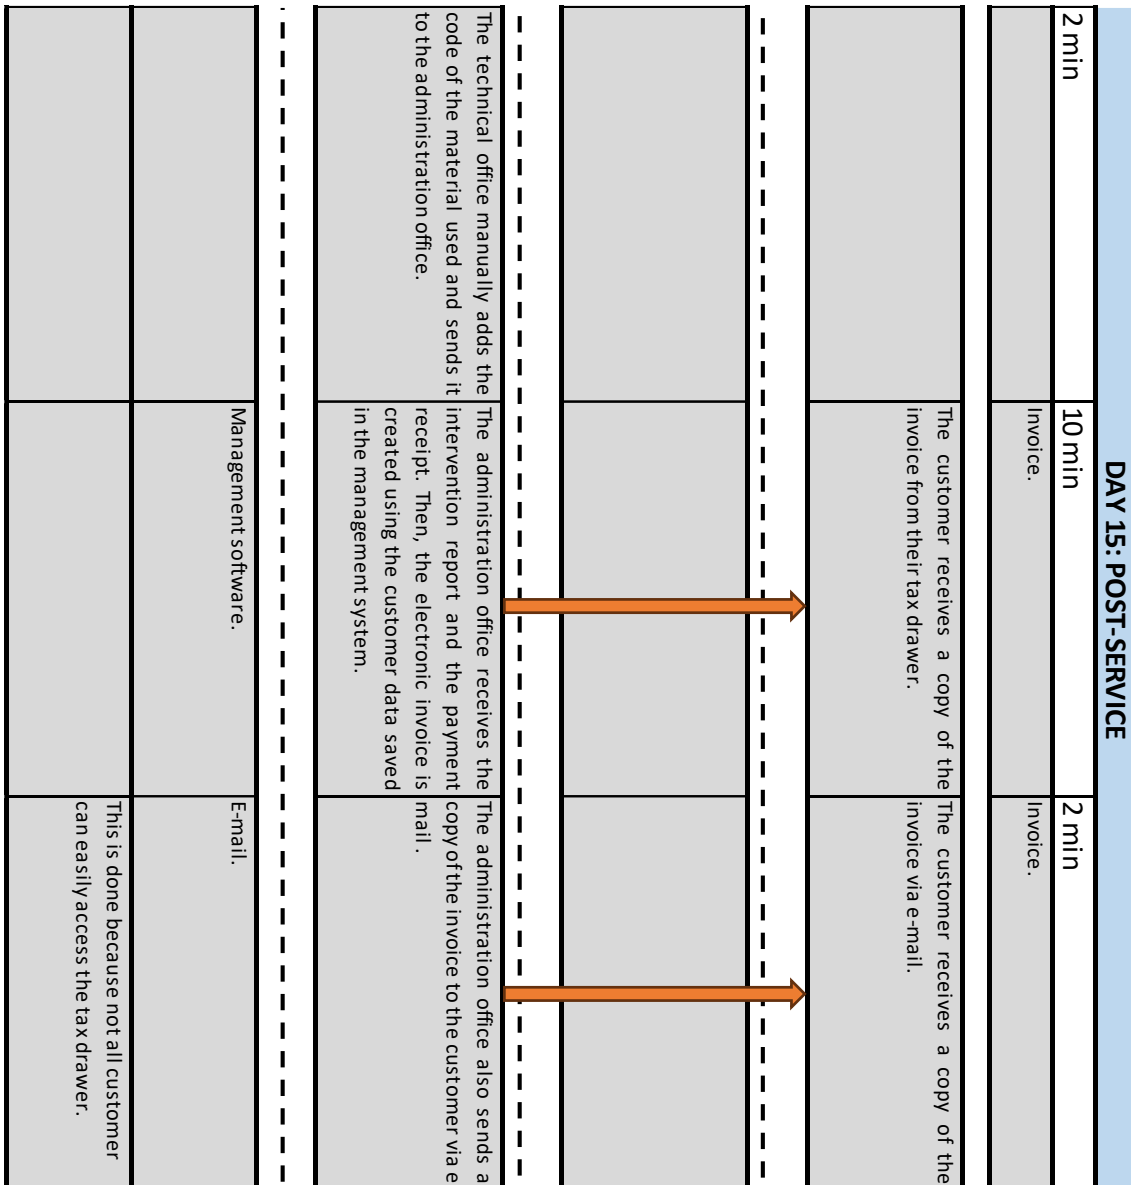 DAY 15: POST-SERVICE
2 min
10 min
2 min
Invoice.
Invoice.
The customer receives a copy of the
invoice from their tax drawer.
The customer receives a copy of the
invoice via e-mail.
The technical office manually adds the
code of the material used and sends it
to the administration office.
The administration office receives the
intervention report and the payment
receipt. Then, the electronic invoice is
created using the customer data saved
in the management system.
The administration office also sends a
copy of the invoice to the customer via e
mail .
Management software.
E-mail.
This is done because not all customer
can easily access the tax drawer.